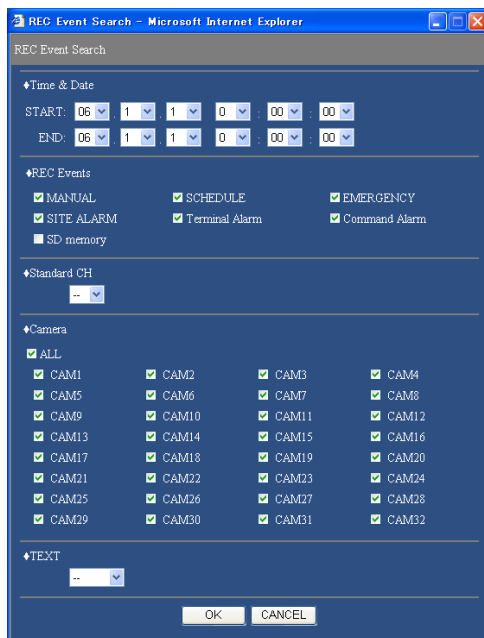 REC Event Search - Microsoft Internet Explorer
REC Event Search
♦Time & Date
START: 06 . 1 . 1 0 : 00 : 00
END: 06 . 1 . 1 0 : 00 : 00
♦REC Events
MANUAL SCHEDULE EMERGENCY
SITE ALARM Terminal Alarm Command Alarm
SD memory
♦Standard CH
--
♦Camera
ALL
CAM1 CAM2 CAM3 CAM4
CAM5 CAM6 CAM7 CAM8
CAM9 CAM10 CAM11 CAM12
CAM13 CAM14 CAM15 CAM16
CAM17 CAM18 CAM19 CAM20
CAM21 CAM22 CAM23 CAM24
CAM25 CAM26 CAM27 CAM28
CAM29 CAM30 CAM31 CAM32
♦TEXT
--
OK CANCEL